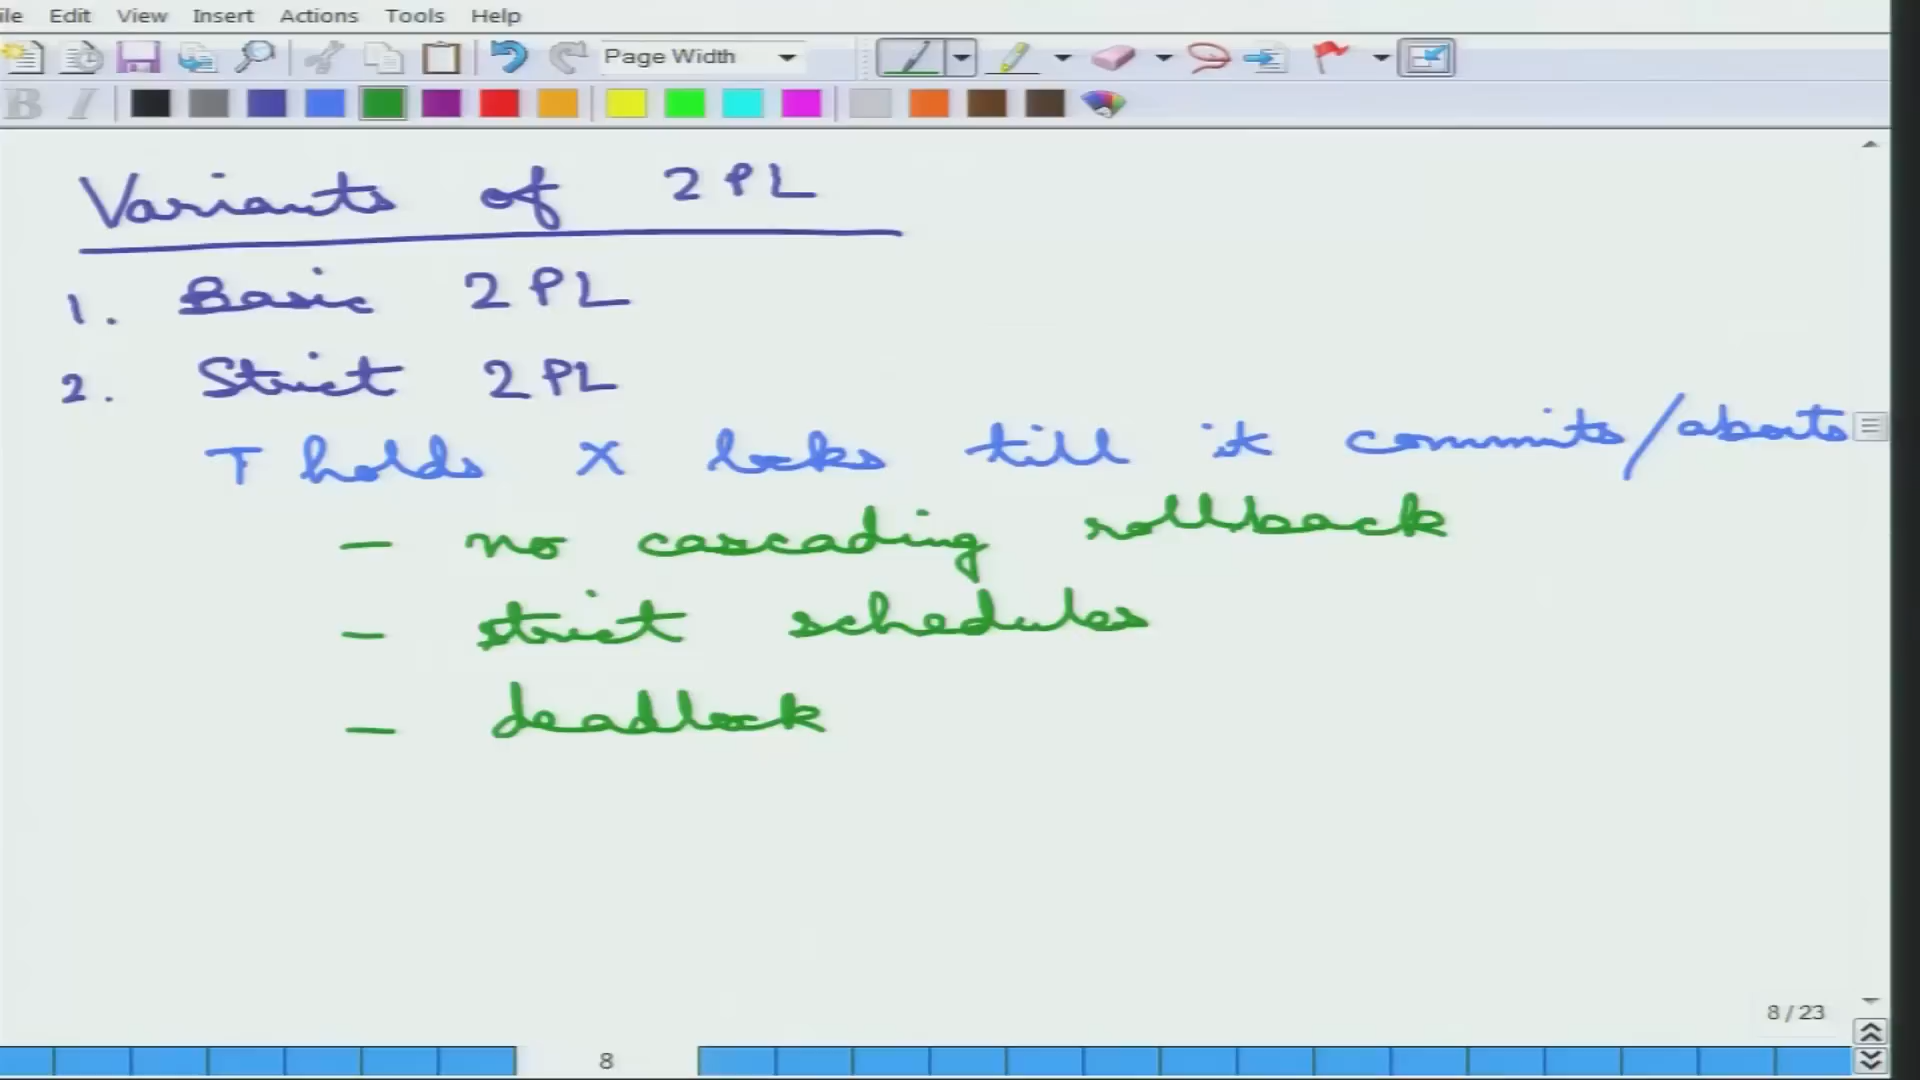 ile Edit View Insert Actions Tools Help
Page Width
B I
Variants of 2PL
1. Basic 2PL
2. Strict 2PL
T holds X locks till it commits/aborts
- no cascading rollback
- strict schedules
- deadlock
8 / 23
8